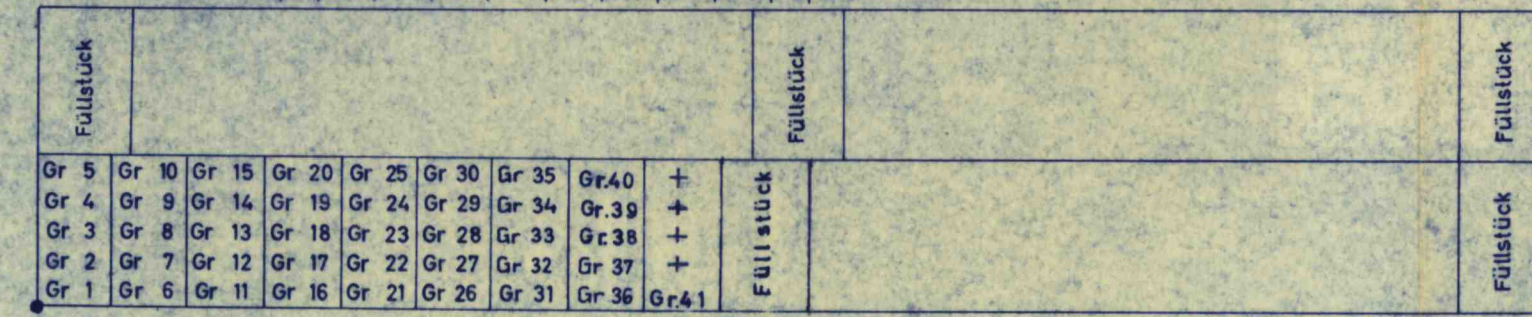 Füllstück
Füllstück
Füllstück
Gr 5 Gr 10 Gr 15 Gr 20 Gr 25 Gr 30 Gr 35 Gr.40 +
Gr 4 Gr 9 Gr 14 Gr 19 Gr 24 Gr 29 Gr 34 Gr.39 +
Gr 3 Gr 8 Gr 13 Gr 18 Gr 23 Gr 28 Gr 33 Gr.38 +
Gr 2 Gr 7 Gr 12 Gr 17 Gr 22 Gr 27 Gr 32 Gr 37 +
Gr 1 Gr 6 Gr 11 Gr 16 Gr 21 Gr 26 Gr 31 Gr 36 Gr.41
Füllstück
Füllstück